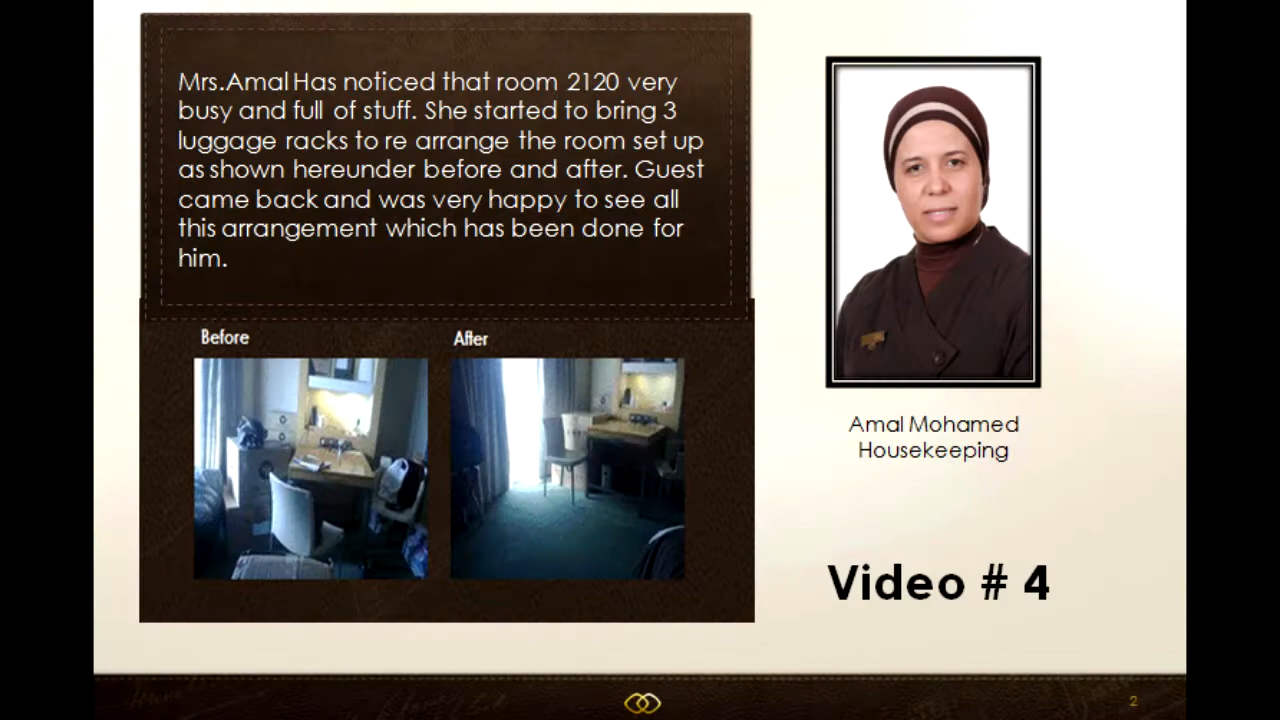 Mrs.Amal Has noticed that room 2120 very
busy and full of stuff. She started to bring 3
luggage racks to re arrange the room set up
as shown hereunder before and after. Guest
came back and was very happy to see all
this arrangement which has been done for
him.
Before
After
Amal Mohamed
Housekeeping
Video # 4
2